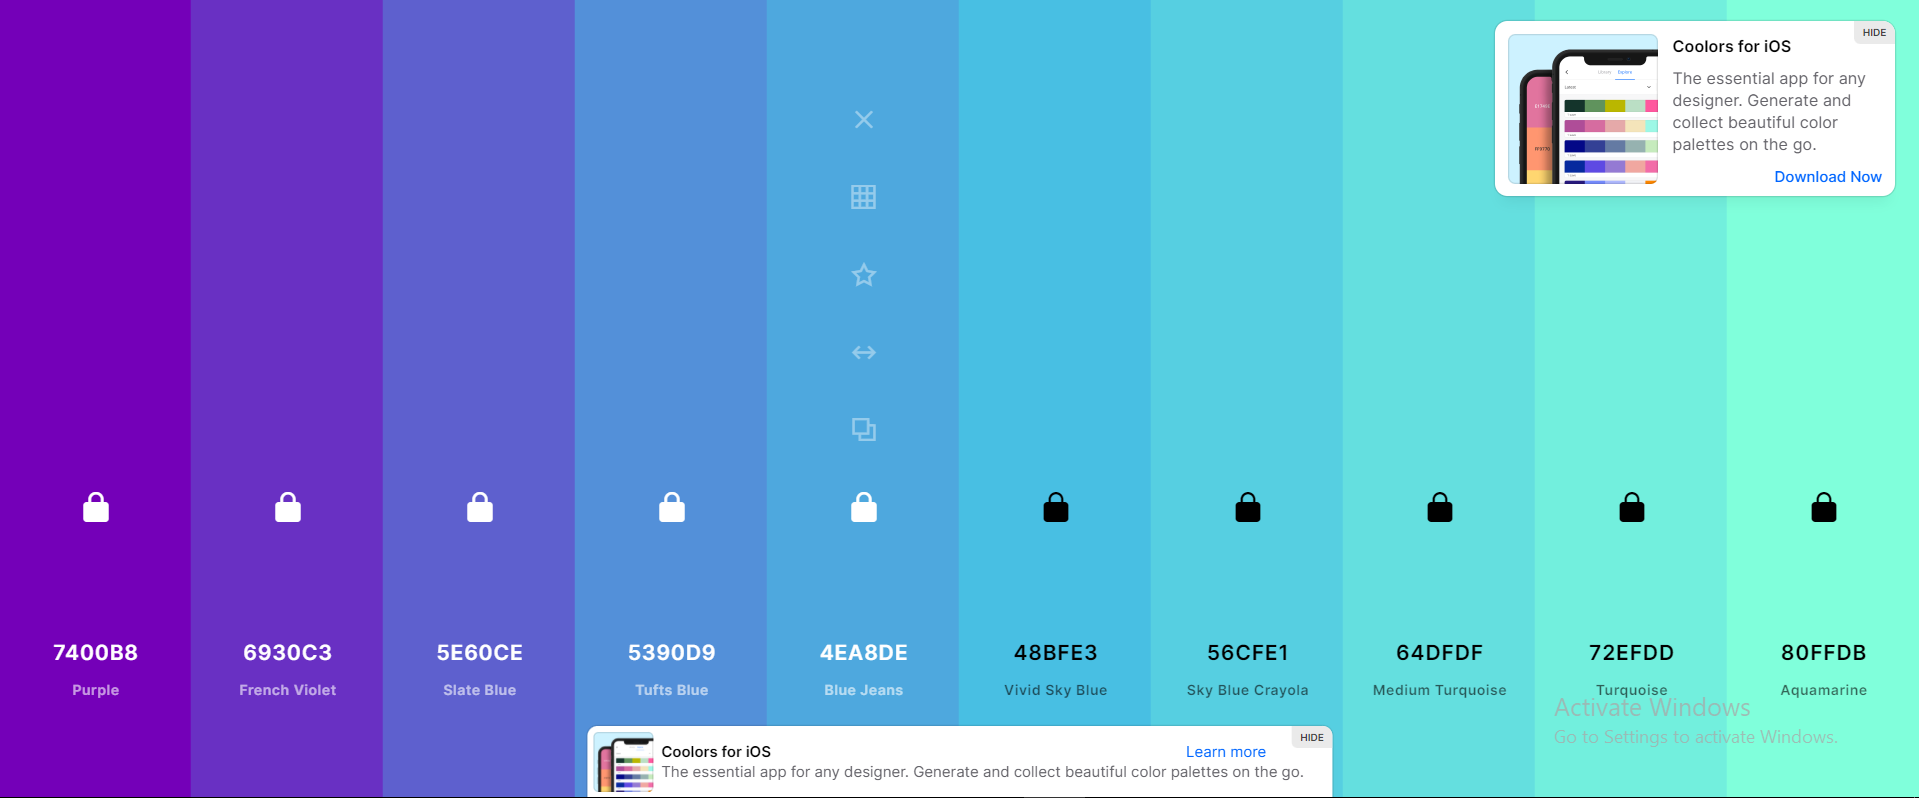 HIDE
Coolors for iOS
The essential app for any
designer. Generate and
collect beautiful color
palettes on the go.
Download Now
Library Explore
Latest
7400B8
Purple
6930C3
French Violet
5E60CE
Slate Blue
5390D9
Tufts Blue
4EA8DE
Blue Jeans
48BFE3
Vivid Sky Blue
56CFE1
Sky Blue Crayola
64DFDF
Medium Turquoise
72EFDD
Turquoise
80FFDB
Aquamarine
Activate Windows
Go to Settings to activate Windows.
HIDE
Coolors for iOS
Learn more
The essential app for any designer. Generate and collect beautiful color palettes on the go.